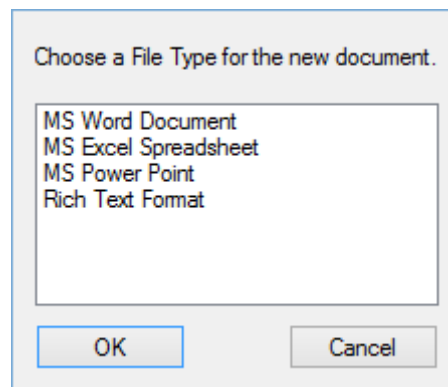 Choose a File Type for the new document.
MS Word Document
MS Excel Spreadsheet
MS Power Point
Rich Text Format
OK
Cancel